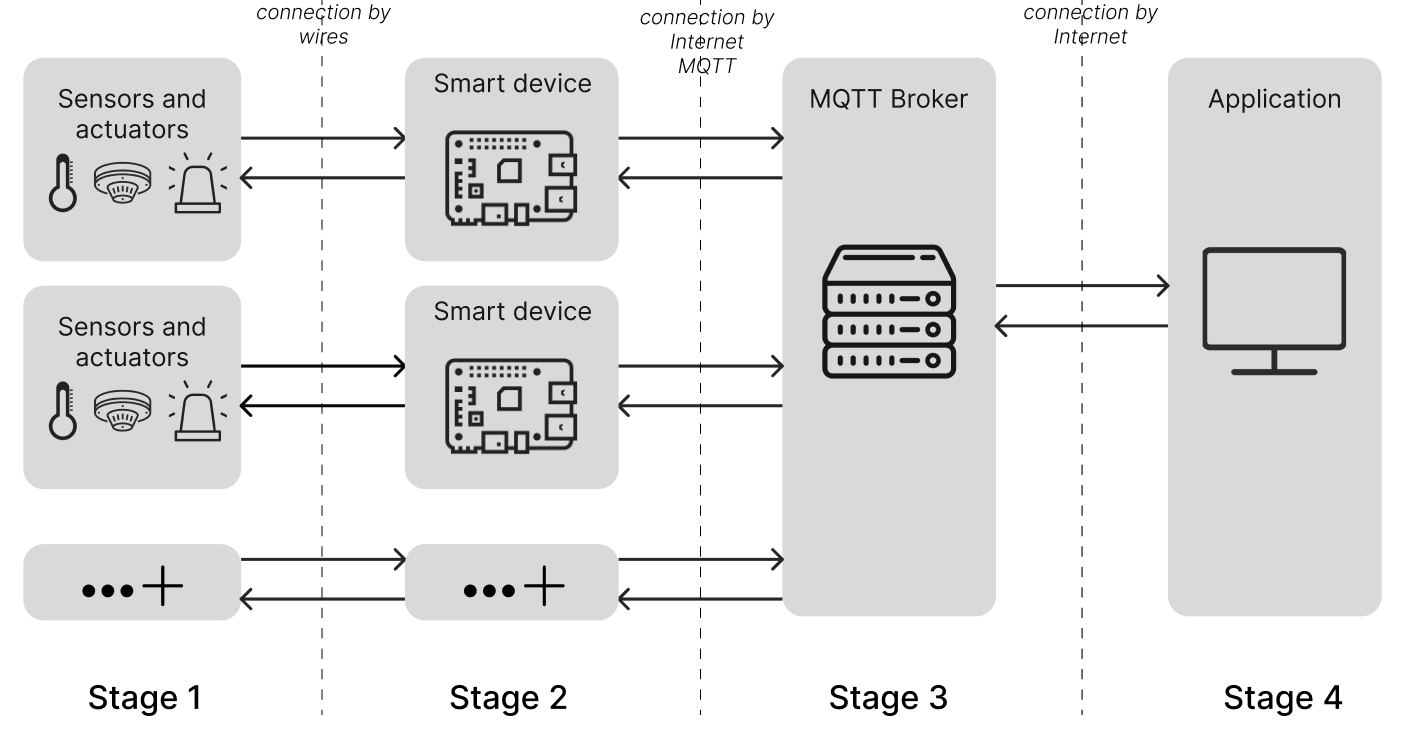 connection by
wires
connection by
Internet
MQTT
connection by
Internet
Sensors and
actuators
Smart device
MQTT Broker
Application
Sensors and
actuators
Smart device
Stage 1
Stage 2
Stage 3
Stage 4